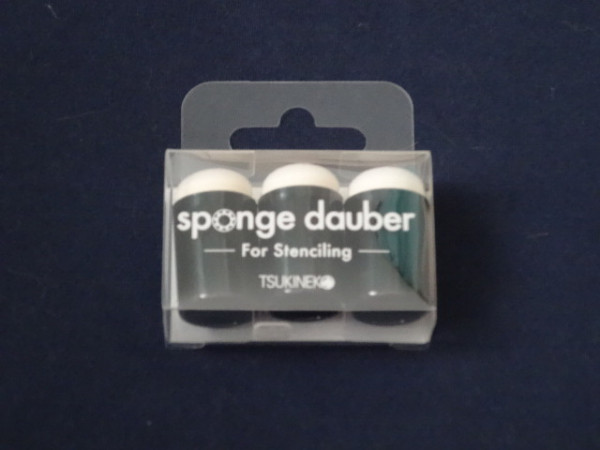 sponge dauber
For Stenciling
TSUKINEKO